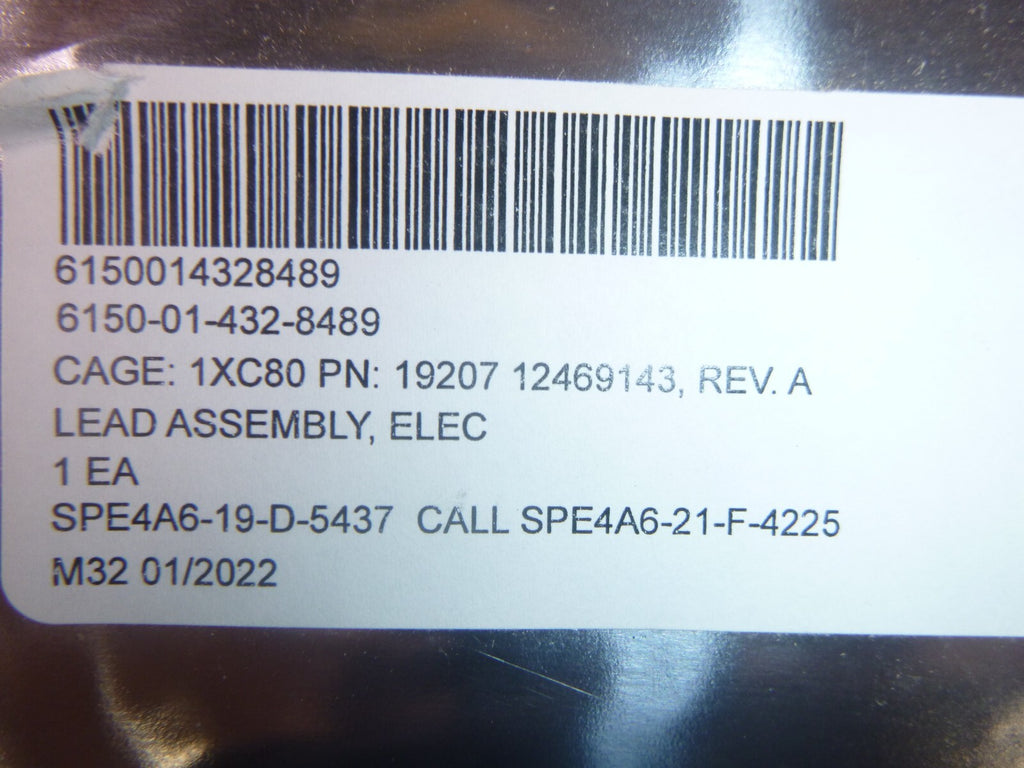 6150014328489
6150-01-432-8489
CAGE: 1XC80 PN: 19207 12469143, REV. A
LEAD ASSEMBLY, ELEC
1 EA
SPE4A6-19-D-5437 CALL SPE4A6-21-F-4225
M32 01/2022